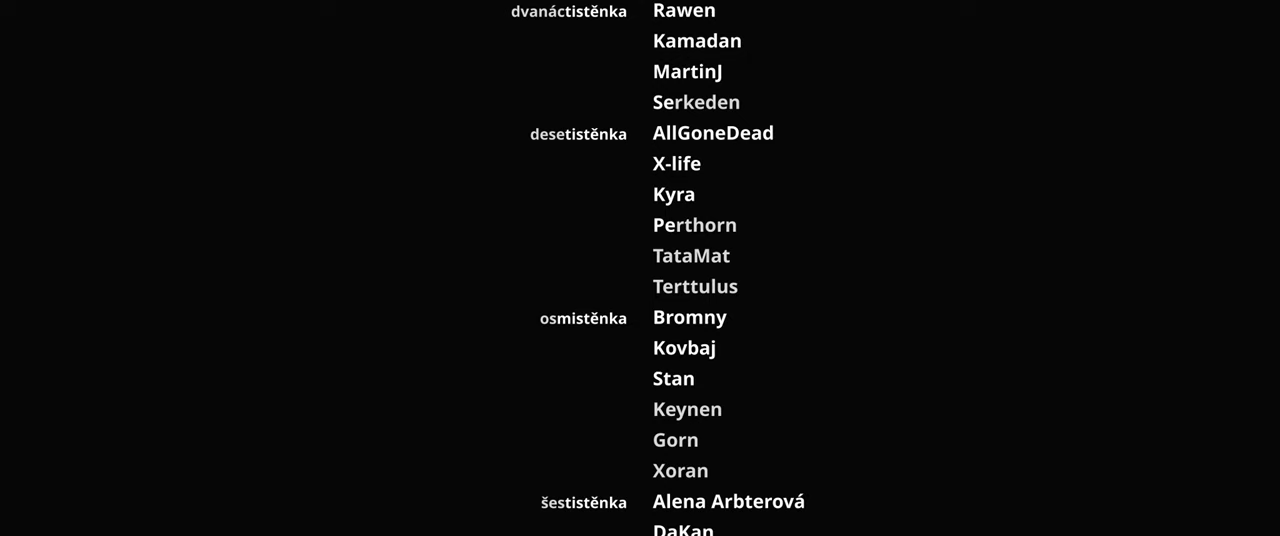 dvanáctistěnka Rawen
Kamadan
MartinJ
Serkeden
desetistěnka AllGoneDead
X-life
Kyra
Perthorn
TataMat
Terttulus
osmistěnka Bromny
Kovbaj
Stan
Keynen
Gorn
Xoran
šestistěnka Alena Arbterová
DaKan